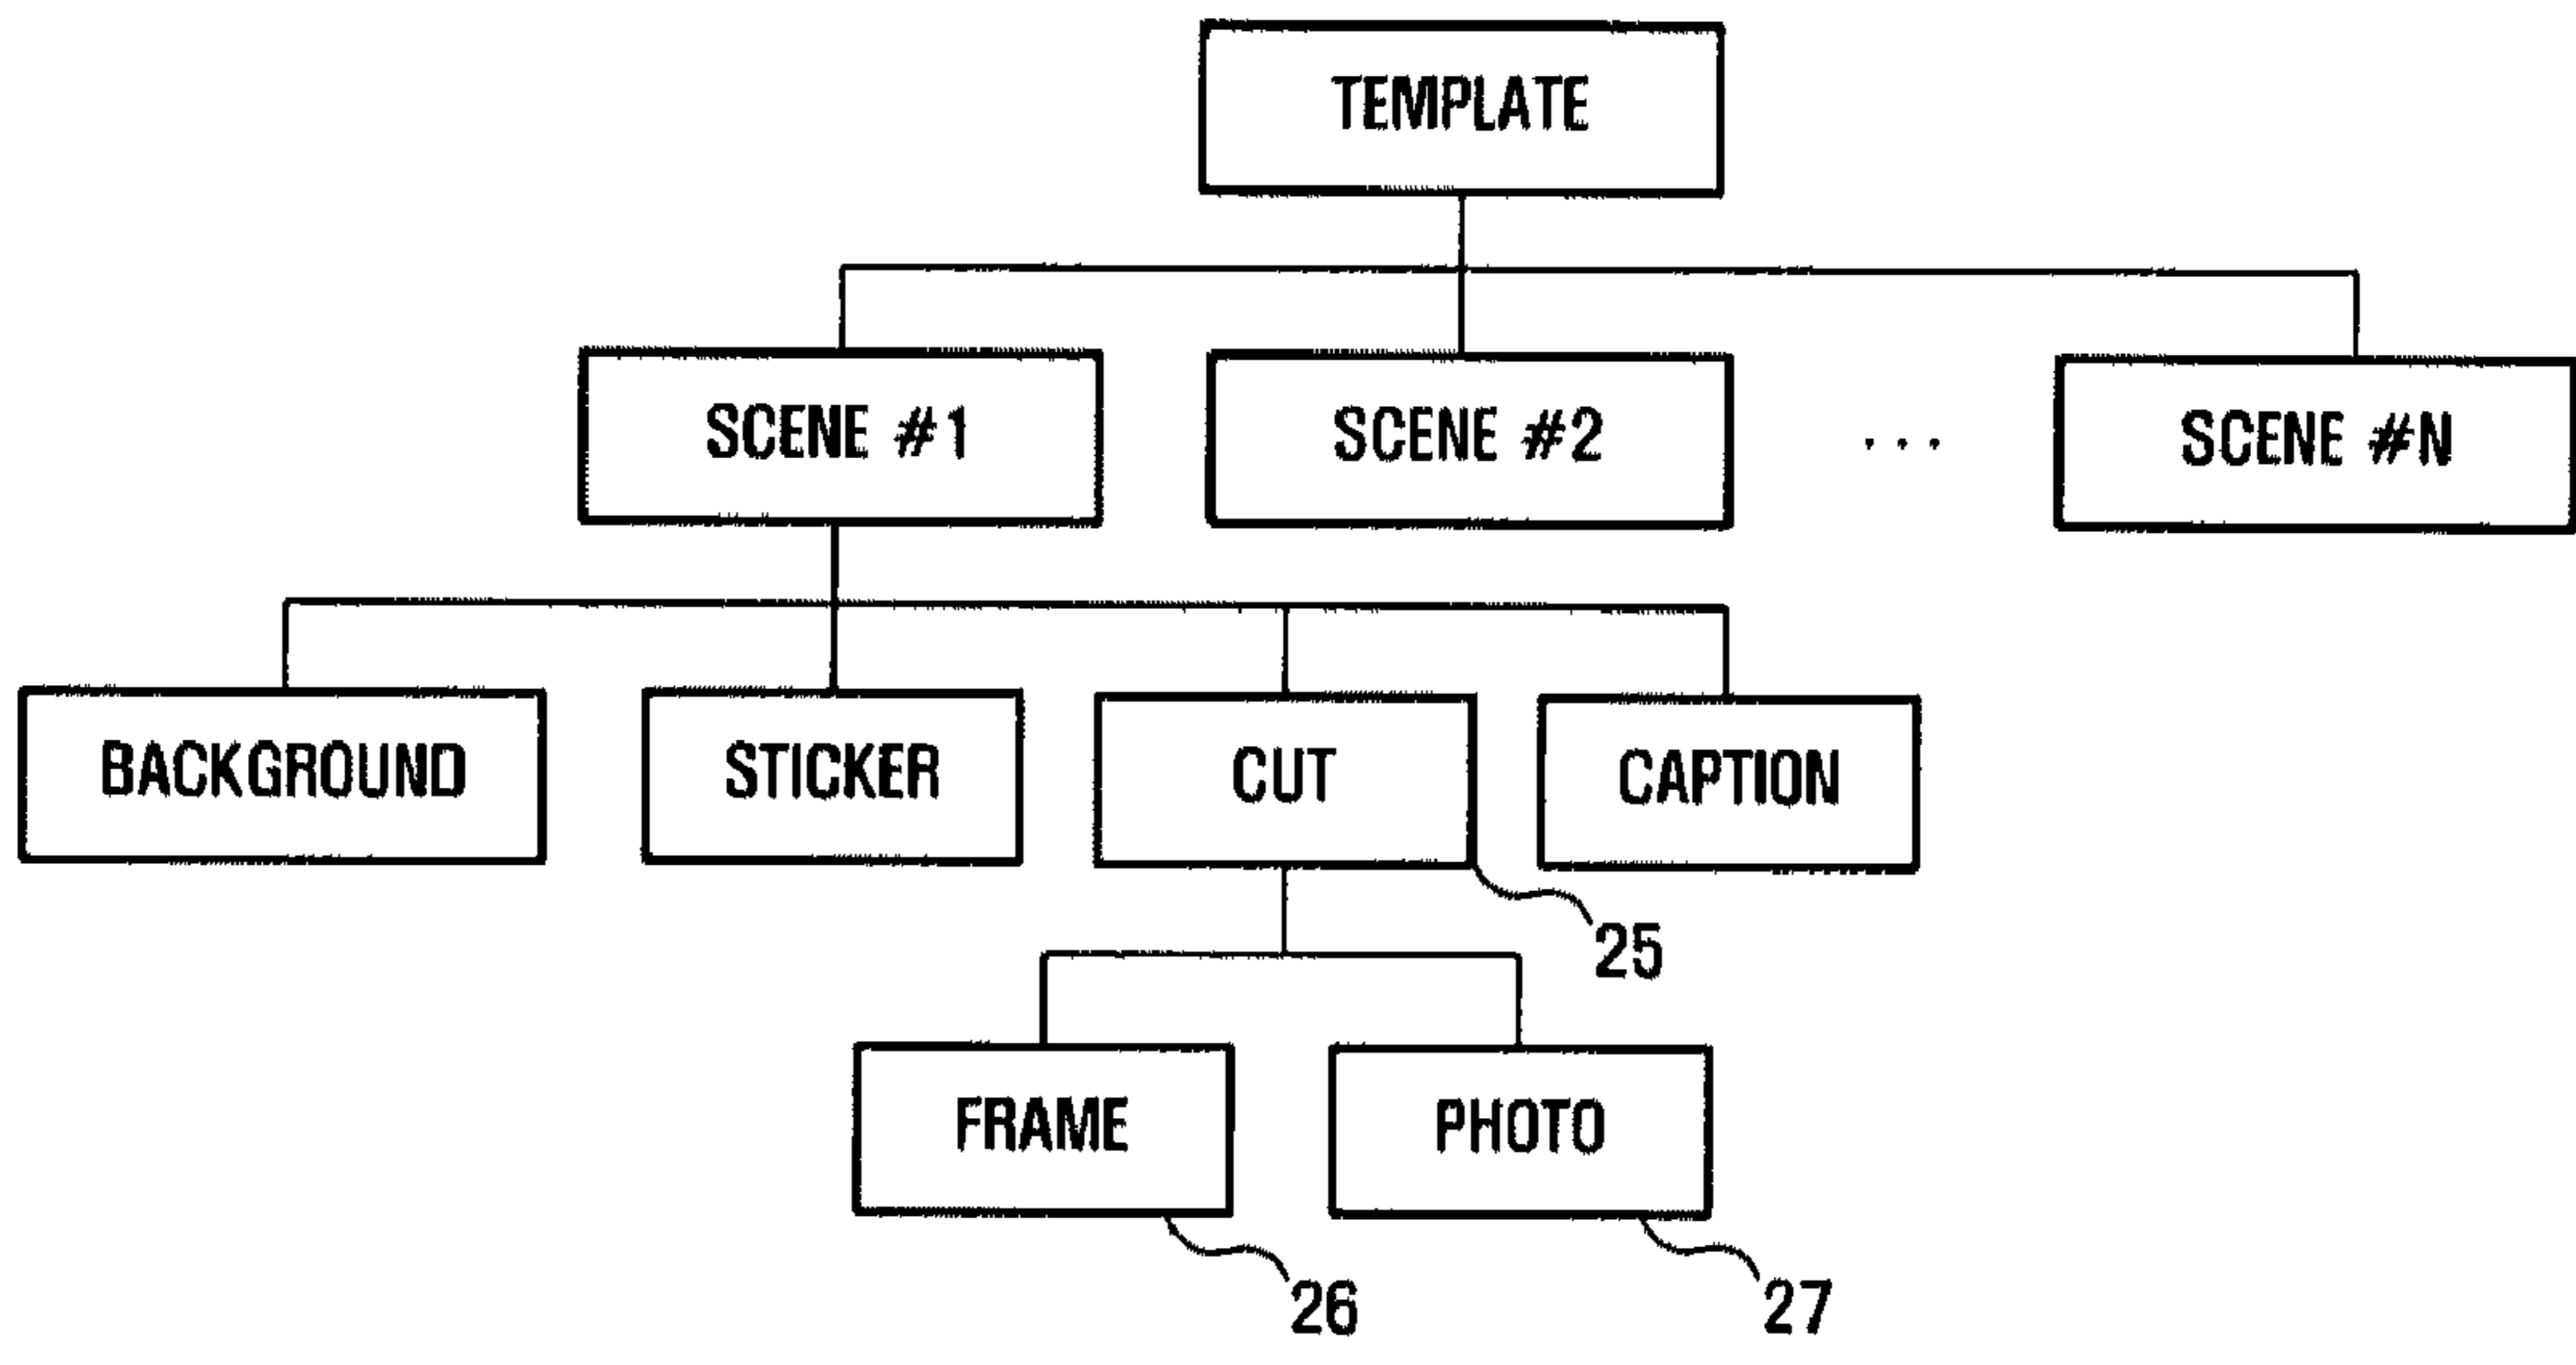 TEMPLATE
SCENE #1
SCENE #2
...
SCENE #N
BACKGROUND
STICKER
CUT
CAPTION
25
FRAME
PHOTO
26
27